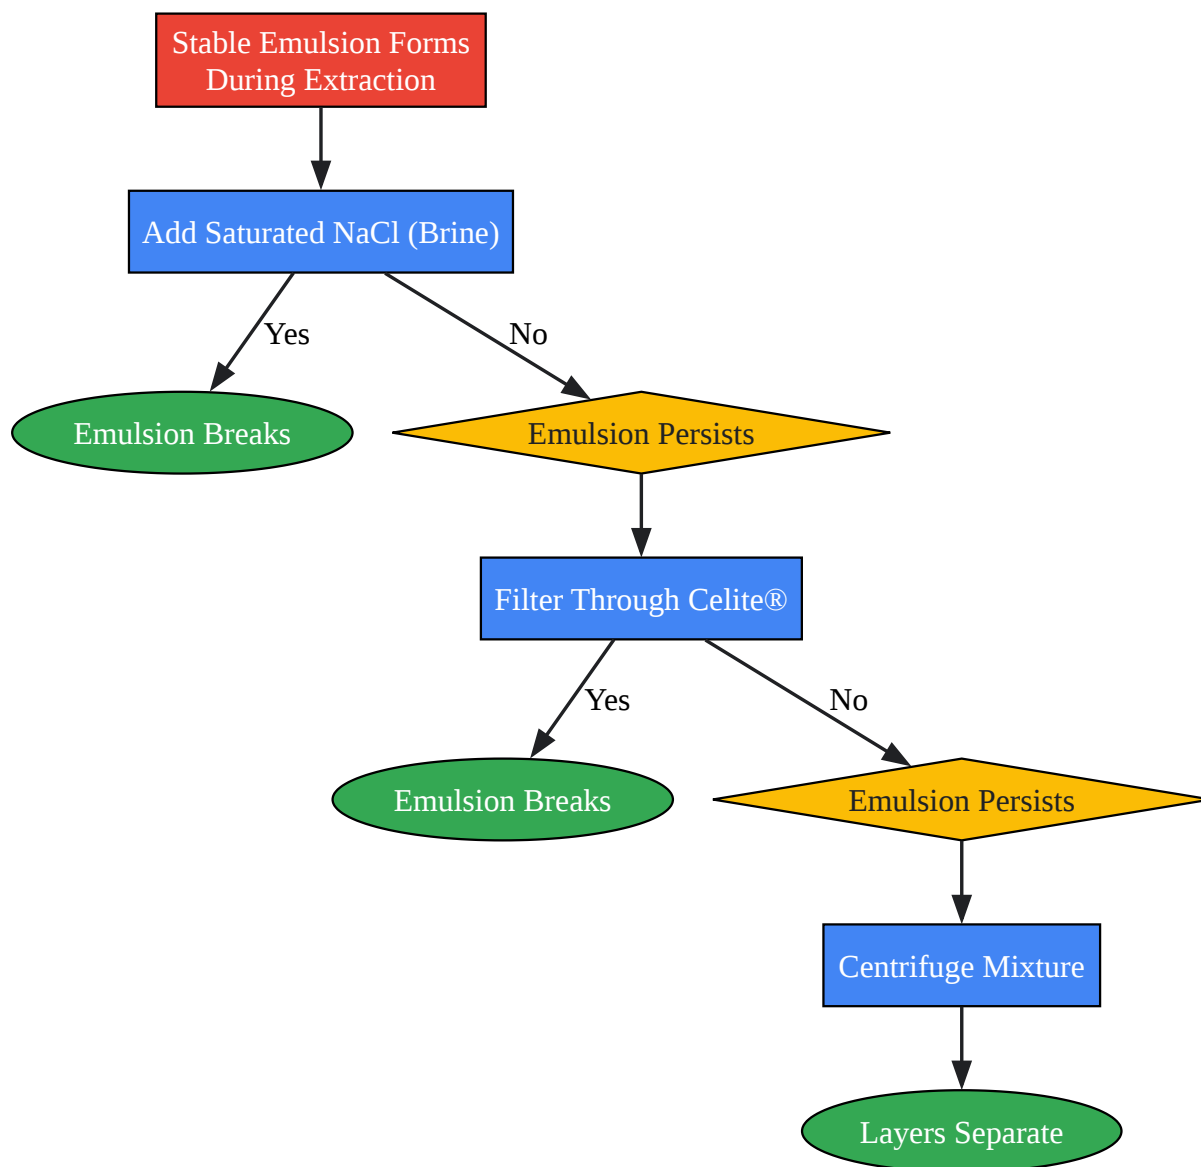 Stable Emulsion Forms
During Extraction
Add Saturated NaCl (Brine)
Yes
No
Emulsion Breaks
Emulsion Persists
Filter Through Celite®
Yes
No
Emulsion Breaks
Emulsion Persists
Centrifuge Mixture
Layers Separate